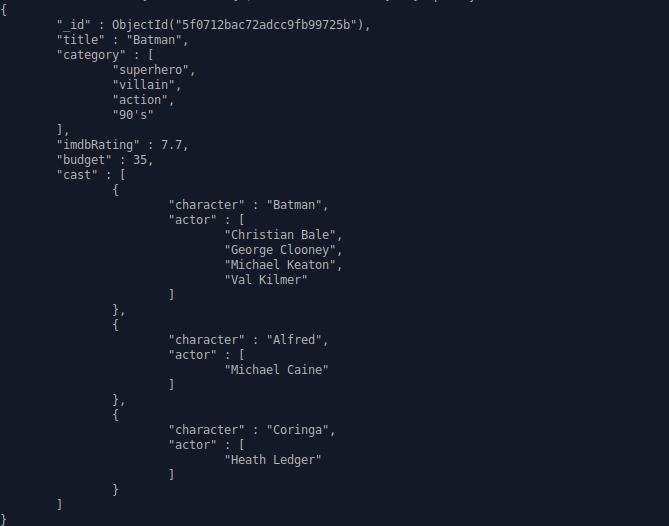 {
        "_id" : ObjectId("5f0712bac72adcc9fb99725b"),
        "title" : "Batman",
        "category" : [
                "superhero",
                "villain",
                "action",
                "90's"
        ],
        "imdbRating" : 7.7,
        "budget" : 35,
        "cast" : [
                {
                        "character" : "Batman",
                        "actor" : [
                                "Christian Bale",
                                "George Clooney",
                                "Michael Keaton",
                                "Val Kilmer"
                        ]
                },
                {
                        "character" : "Alfred",
                        "actor" : [
                                "Michael Caine"
                        ]
                },
                {
                        "character" : "Coringa",
                        "actor" : [
                                "Heath Ledger"
                        ]
                }
        ]
}